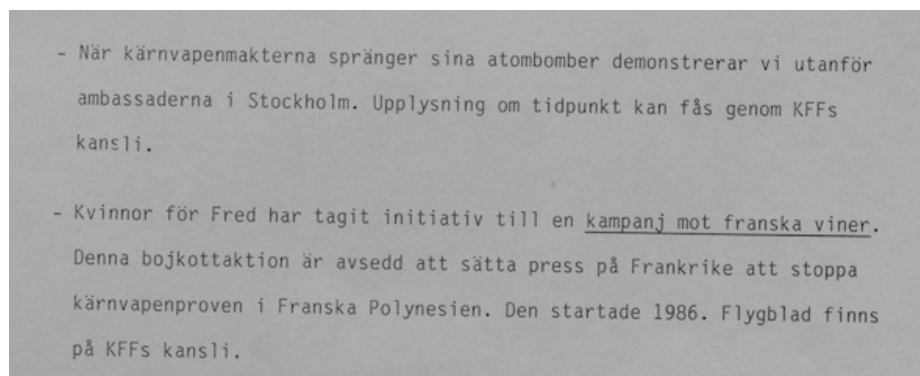 - När kärnvapenmakterna spränger sina atombomber demonstrerar vi utanför
ambassaderna i Stockholm. Upplysning om tidpunkt kan fås genom KFFs
kansli.
- Kvinnor för Fred har tagit initiativ till en kampanj mot franska viner.
Denna bojkottaktion är avsedd att sätta press på Frankrike att stoppa
kärnvapenproven i Franska Polynesien. Den startade 1986. Flygblad finns
på KFFs kansli.